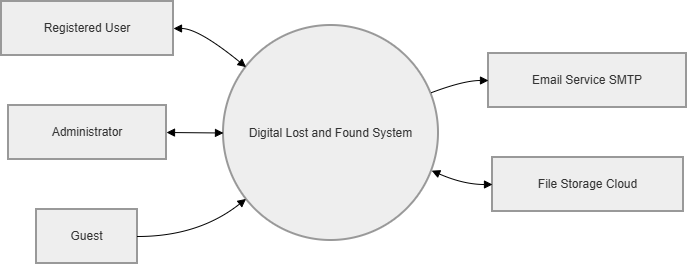 Registered User
Email Service SMTP
Administrator
Digital Lost and Found System
File Storage Cloud
Guest